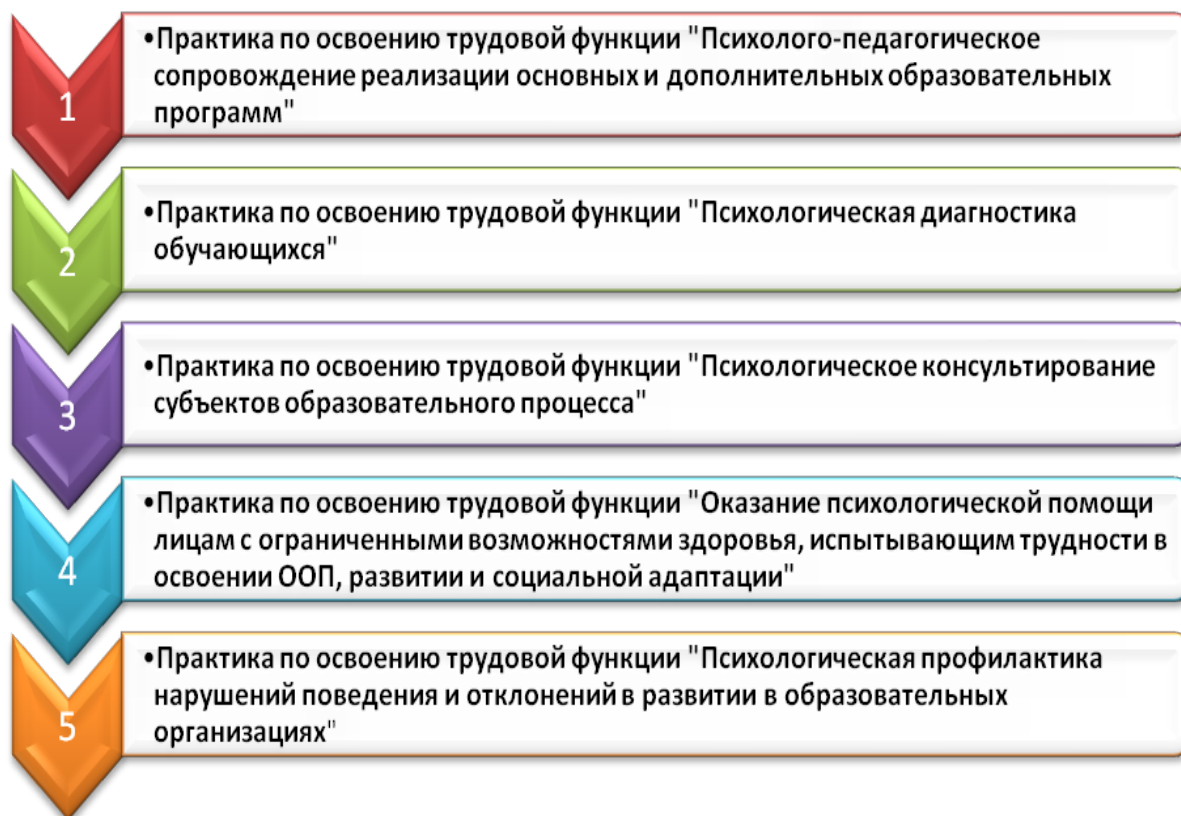 1
•Практика по освоению трудовой функции "Психолого-педагогическое
сопровождение реализации основных и дополнительных образовательных
программ"
2
•Практика по освоению трудовой функции "Психологическая диагностика
обучающихся"
3
•Практика по освоению трудовой функции "Психологическое консультирование
субъектов образовательного процесса"
4
•Практика по освоению трудовой функции "Оказание психологической помощи
лицам с ограниченными возможностями здоровья, испытывающим трудности в
освоении ООП, развитии и социальной адаптации"
5
•Практика по освоению трудовой функции "Психологическая профилактика
нарушений поведения и отклонений в развитии в образовательных
организациях"